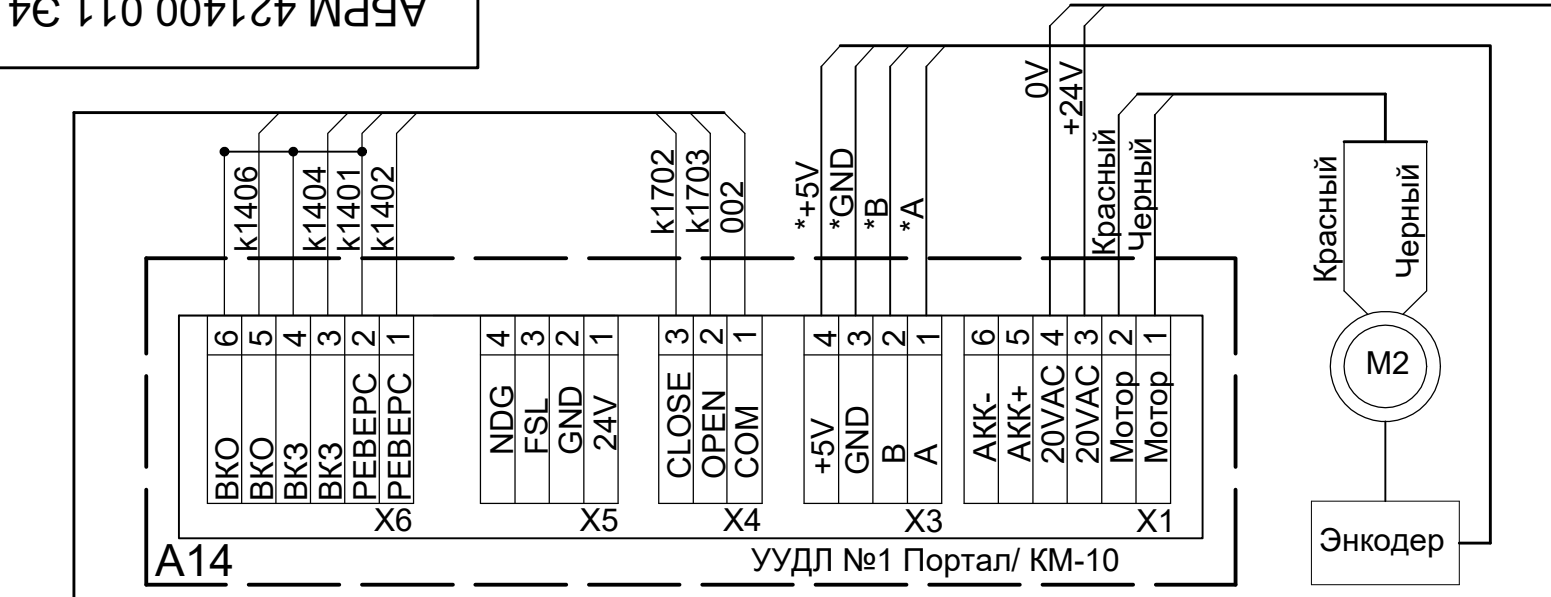 АБРМ 421400 011 Э4
k1406
k1404
k1401
k1402
k1702
k1703
002
*+5V
*GND
*B
*A
0V
+24V
Красный
Черный
Красный
Черный
6
5
4
3
2
1
ВКО
ВКО
ВКЗ
ВКЗ
РЕВЕРС
РЕВЕРС
X6
4
3
2
1
NDG
FSL
GND
24V
X5
3
2
1
CLOSE
OPEN
COM
X4
4
3
2
1
+5V
GND
B
A
X3
6
5
4
3
2
1
АКК-
АКК+
20VAC
20VAC
Мотор
Мотор
X1
M2
Энкодер
A14
УУДЛ №1 Портал/ КМ-10